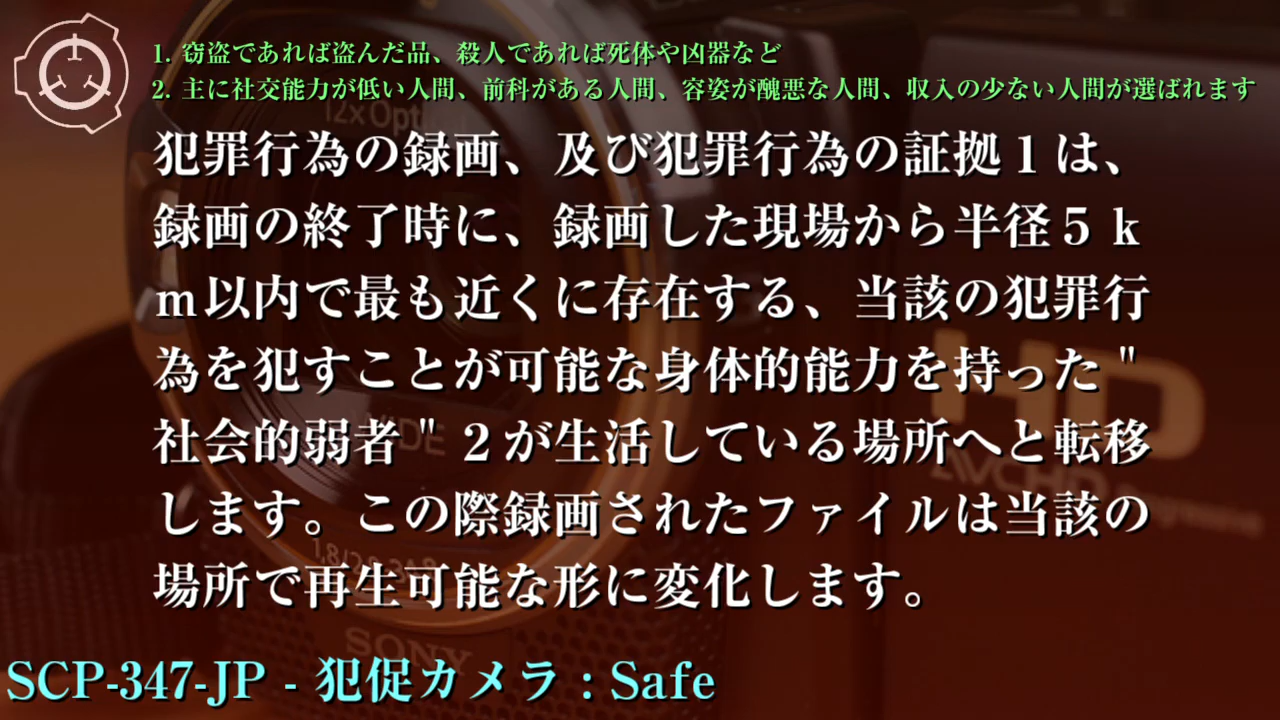 1. 窃盗であれば盗んだ品、殺人であれば死体や凶器など
2. 主に社交能力が低い人間、前科がある人間、容姿が醜悪な人間、収入の少ない人間が選ばれます
12x Opt
犯罪行為の録画、及び犯罪行為の証拠１は、
録画の終了時に、録画した現場から半径５ｋ
ｍ以内で最も近くに存在する、当該の犯罪行
為を犯すことが可能な身体的能力を持った"
HD
社会的弱者"２が生活している場所へと転移
WIDE
AVCHD Progressive
します。この際録画されたファイルは当該の
場所で再生可能な形に変化します。
SONY
SCP-347-JP - 犯促カメラ : Safe